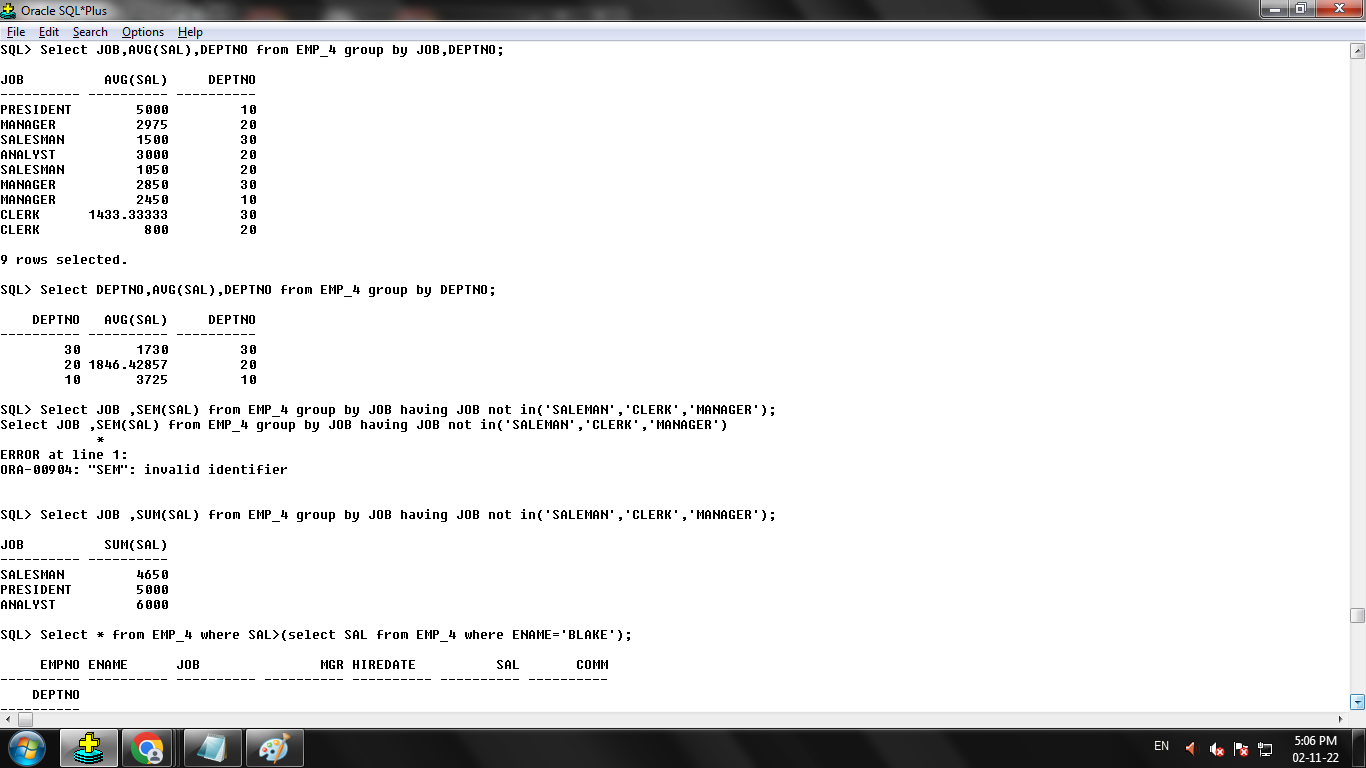 Oracle SQL*Plus
File Edit Search Options Help
SQL> Select JOB,AVG(SAL),DEPTNO from EMP_4 group by JOB,DEPTNO;
JOB AVG(SAL) DEPTNO
---------- ---------- ----------
PRESIDENT 5000 10
MANAGER 2975 20
SALESMAN 1500 30
ANALYST 3000 20
SALESMAN 1050 20
MANAGER 2850 30
MANAGER 2450 10
CLERK 1433.33333 30
CLERK 800 20
9 rows selected.
SQL> Select DEPTNO,AVG(SAL),DEPTNO from EMP_4 group by DEPTNO;
DEPTNO AVG(SAL) DEPTNO
---------- ---------- ----------
30 1730 30
20 1846.42857 20
10 3725 10
SQL> Select JOB ,SEM(SAL) from EMP_4 group by JOB having JOB not in('SALEMAN','CLERK','MANAGER');
Select JOB ,SEM(SAL) from EMP_4 group by JOB having JOB not in('SALEMAN','CLERK','MANAGER')
*
ERROR at line 1:
ORA-00904: "SEM": invalid identifier
SQL> Select JOB ,SUM(SAL) from EMP_4 group by JOB having JOB not in('SALEMAN','CLERK','MANAGER');
JOB SUM(SAL)
---------- ----------
SALESMAN 4650
PRESIDENT 5000
ANALYST 6000
SQL> Select * from EMP_4 where SAL>(select SAL from EMP_4 where ENAME='BLAKE');
EMPNO ENAME JOB MGR HIREDATE SAL COMM
---------- ---------- ---------- ---------- ---------- ---------- ----------
DEPTNO
----------
EN
5:06 PM
02-11-22